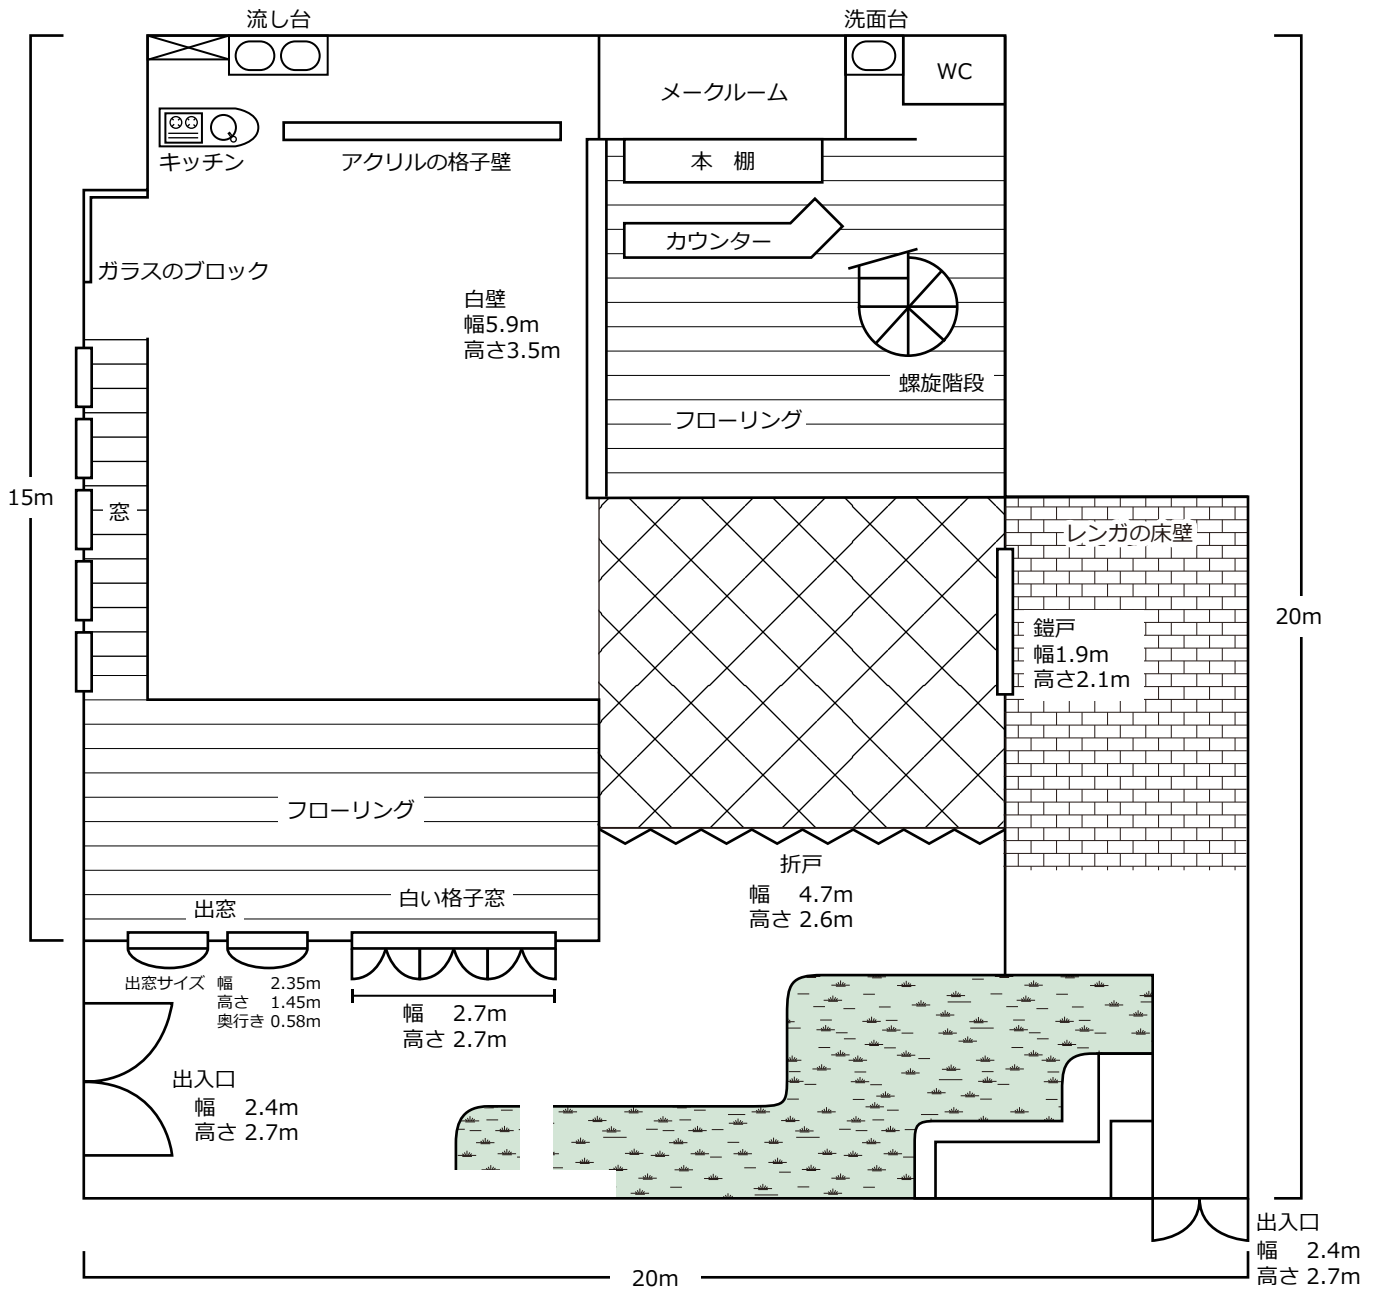 流し台
洗面台
WC
メークルーム
キッチン
アクリルの格子壁
本 棚
カウンター
ガラスのブロック
白壁
幅5.9m
高さ3.5m
螺旋階段
フローリング
15m
窓
レンガの床壁
20m
鎧戸
幅1.9m
高さ2.1m
フローリング
折戸
幅 4.7m
高さ 2.6m
白い格子窓
出窓
出窓サイズ 幅 2.35m
高さ 1.45m
奥行き 0.58m
幅 2.7m
高さ 2.7m
出入口
幅 2.4m
高さ 2.7m
出入口
幅 2.4m
高さ 2.7m
20m